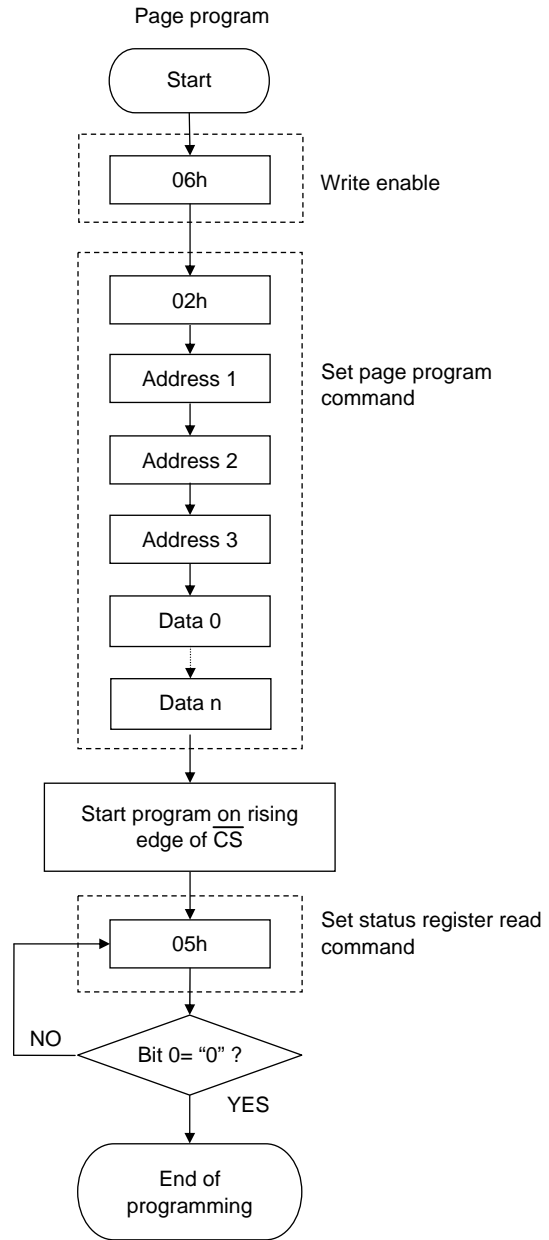 Page program
Start
06h
Write enable
02h
Address 1
Set page program
command
Address 2
Address 3
Data 0
Data n
Start program on rising
edge of C̅S̅
Set status register read
command
05h
NO
Bit 0= “0” ?
YES
End of
programming